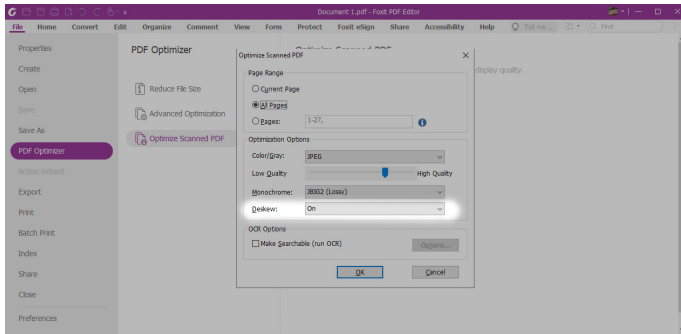 Document 1.pdf - Foxit PDF Editor
File Home Convert Edit Organize Comment View Form Protect Foxit eSign Share Accessibility Help Tell me... Find
Properties
Create
Open
Save
Save As
PDF Optimizer
Action Wizard
Export
Print
Batch Print
Index
Share
Close
Preferences
PDF Optimizer
Reduce File Size
Advanced Optimization
Optimize Scanned PDF
display quality.
Optimize Scanned PDF
Page Range
Current Page
All Pages
Pages: 1-27,
Optimization Options
Color/Gray: JPEG
Low Quality High Quality
Monochrome: JBIG2 (Lossy)
Deskew: On
OCR Options
Make Searchable (run OCR) Options...
OK Cancel